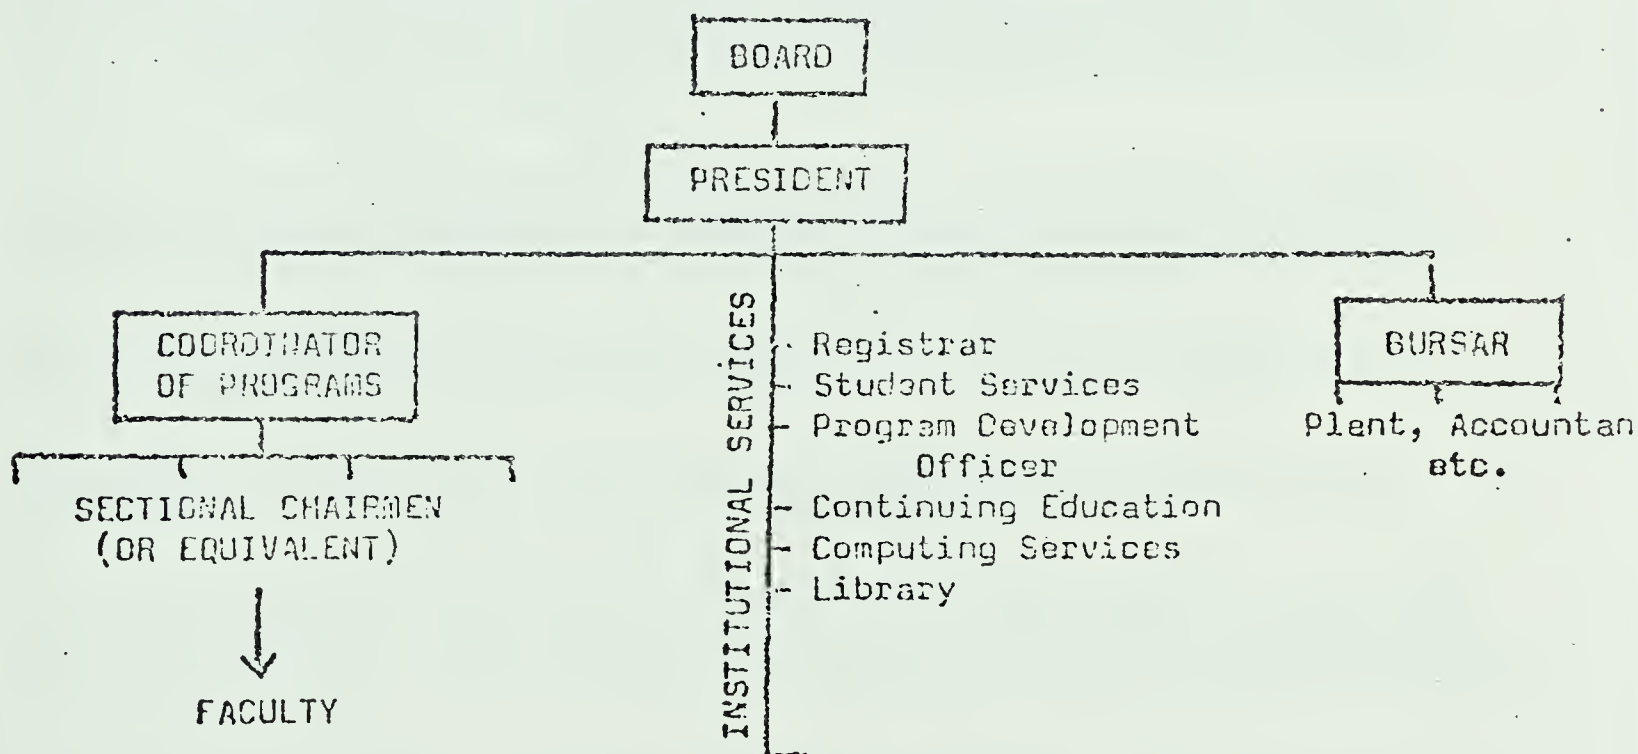 BOARD
PRESIDENT
COORDINATOR
OF PROGRAMS
SECTIONAL CHAIRMEN
(OR EQUIVALENT)
FACULTY
INSTITUTIONAL SERVICES
Registrar
Student Services
Program Development
Officer
Continuing Education
Computing Services
Library
BURSAR
Plant, Accountan
etc.